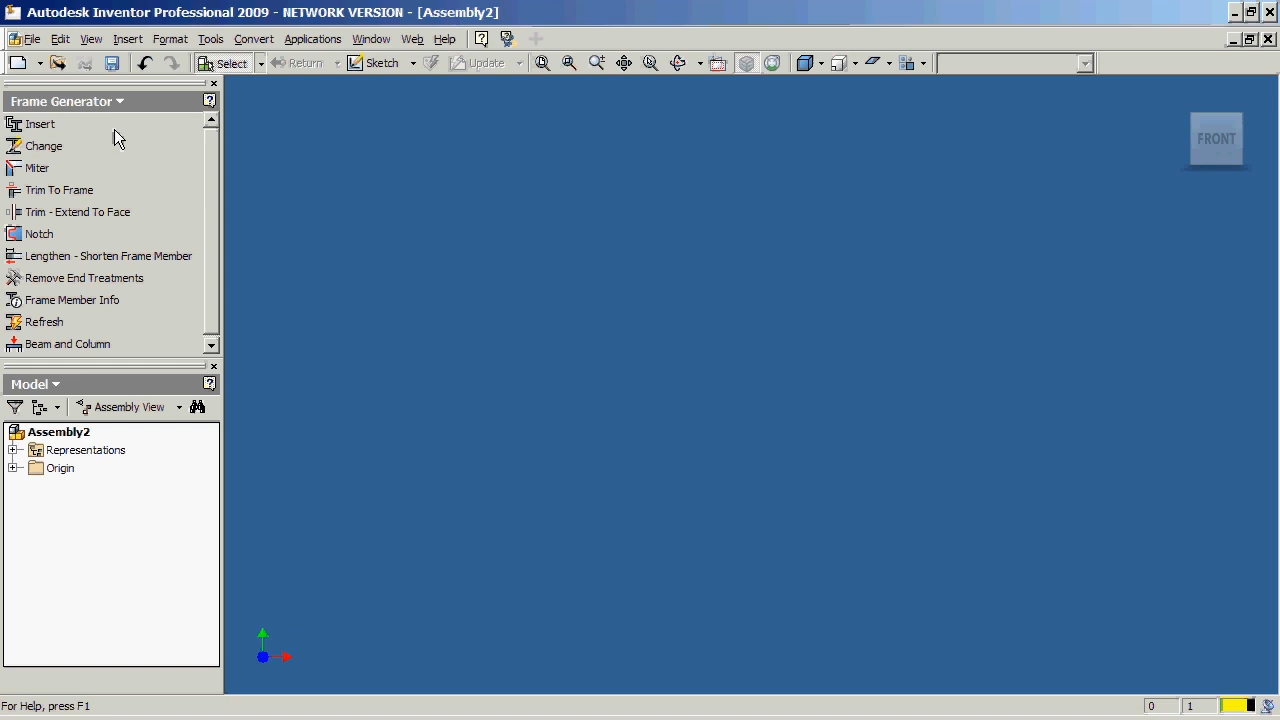 Autodesk Inventor Professional 2009 - NETWORK VERSION - [Assembly2]
File Edit View Insert Format Tools Convert Applications Window Web Help
Select Return Sketch Update
Frame Generator
Insert
Change
Miter
Trim To Frame
Trim - Extend To Face
Notch
Lengthen - Shorten Frame Member
Remove End Treatments
Frame Member Info
Refresh
Beam and Column
Model
Assembly View
Assembly2
Representations
Origin
FRONT
For Help, press F1
0 1